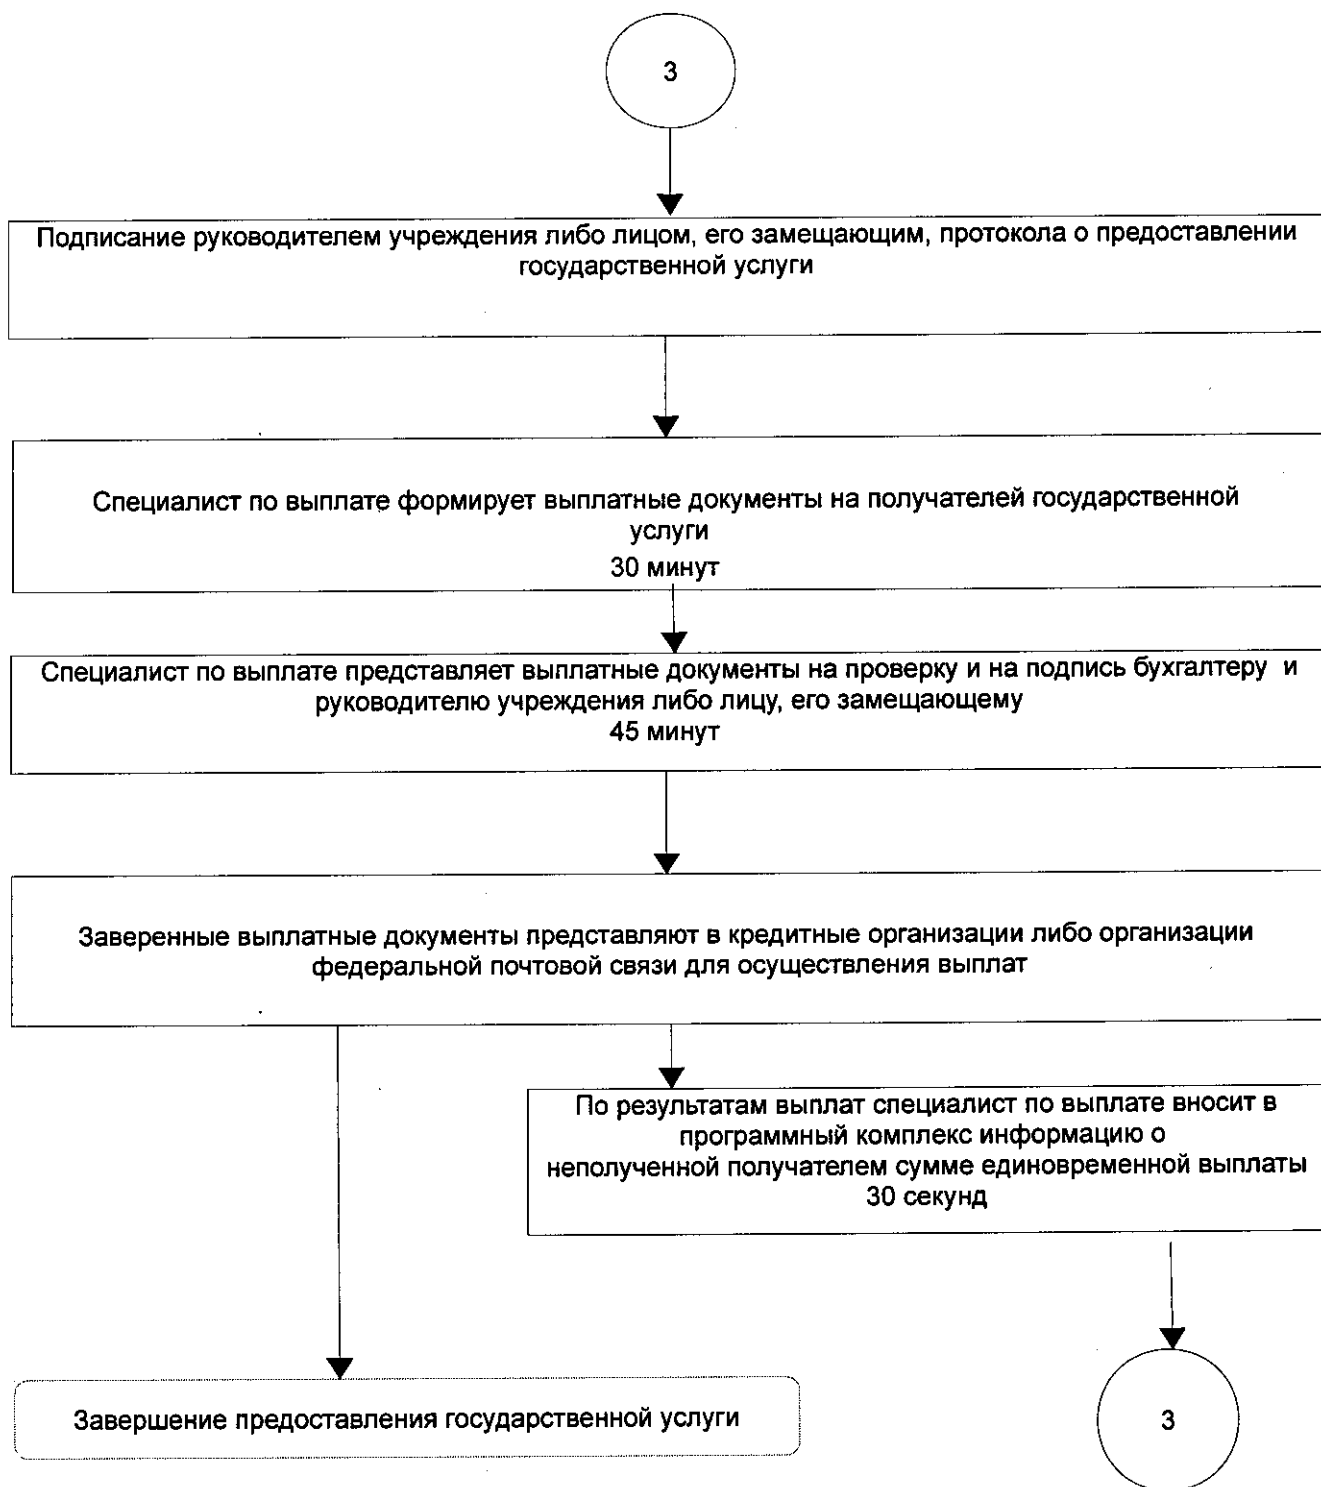 3
Подписание руководителем учреждения либо лицом, его замещающим, протокола о предоставлении
государственной услуги
Специалист по выплате формирует выплатные документы на получателей государственной
услуги
30 минут
Специалист по выплате представляет выплатные документы на проверку и на подпись бухгалтеру и
руководителю учреждения либо лицу, его замещающему
45 минут
Заверенные выплатные документы представляют в кредитные организации либо организации
федеральной почтовой связи для осуществления выплат
По результатам выплат специалист по выплате вносит в
программный комплекс информацию о
неполученной получателем сумме единовременной выплаты
30 секунд
Завершение предоставления государственной услуги
3